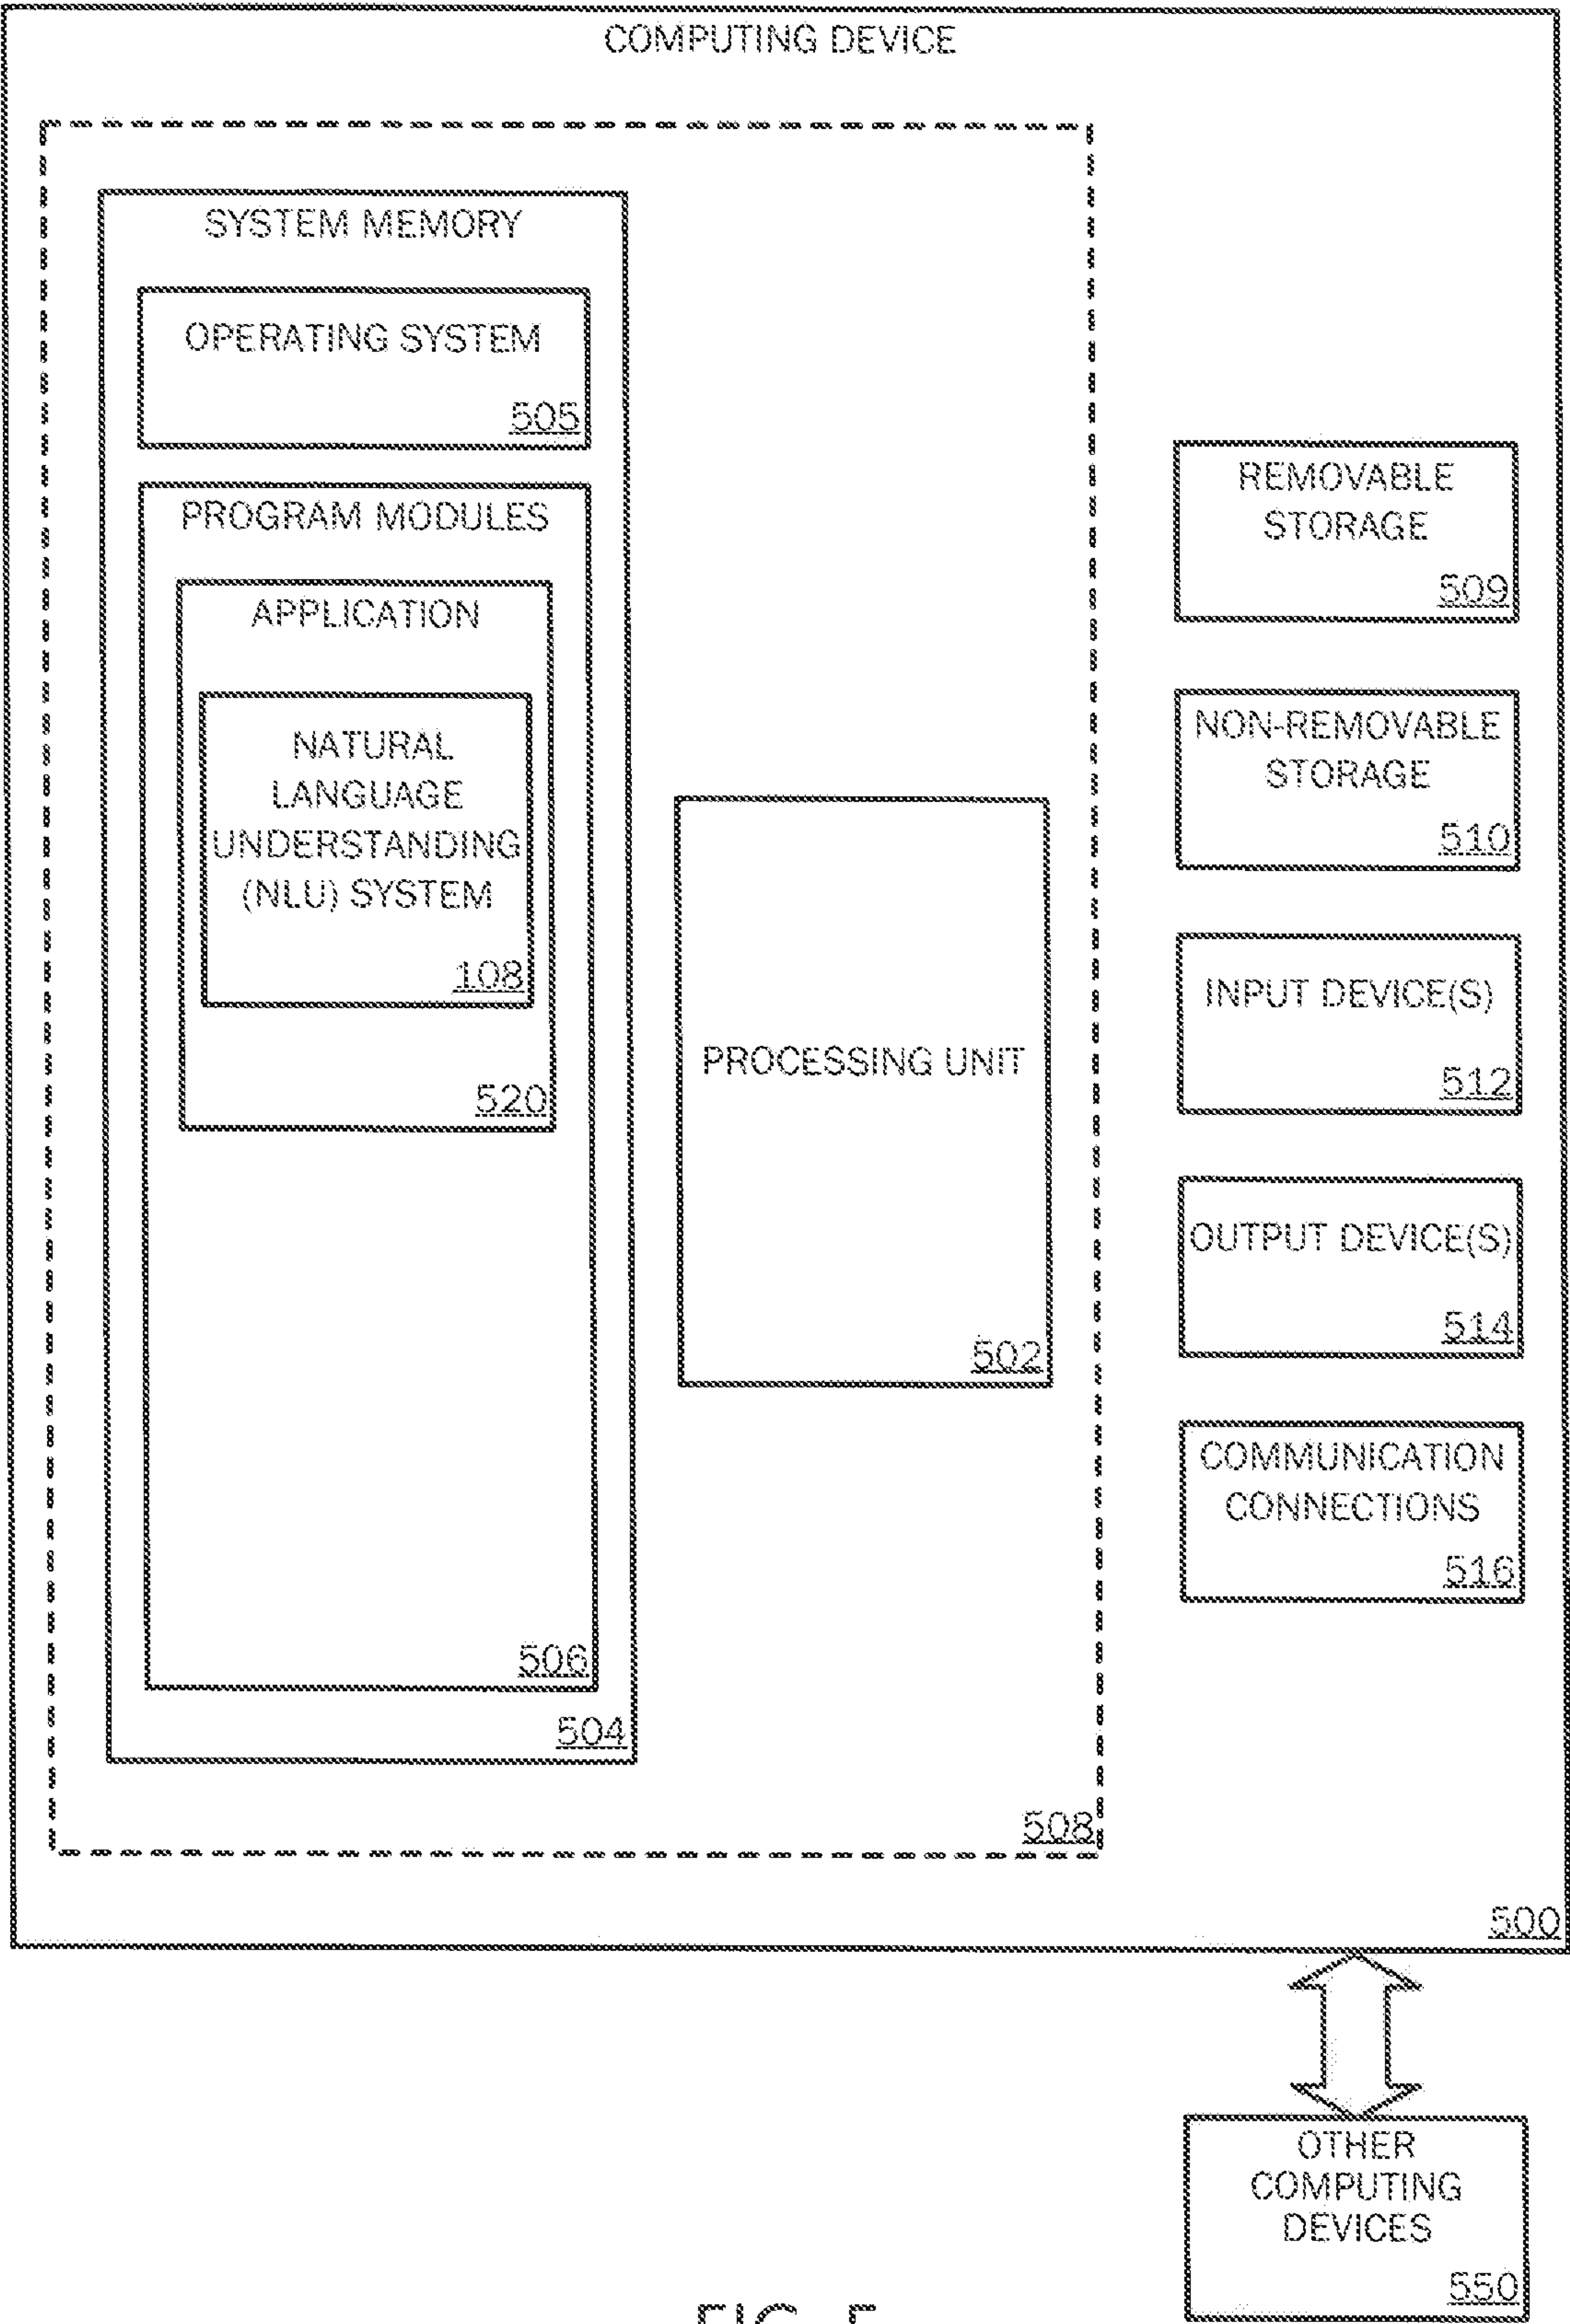 COMPUTING DEVICE
SYSTEM MEMORY
OPERATING SYSTEM
505
PROGRAM MODULES
APPLICATION
NATURAL
LANGUAGE
UNDERSTANDING
(NLU) SYSTEM
108
520
506
504
PROCESSING UNIT
502
508
REMOVABLE
STORAGE
509
NON-REMOVABLE
STORAGE
510
INPUT DEVICE(S)
512
OUTPUT DEVICE(S)
514
COMMUNICATION
CONNECTIONS
516
500
OTHER
COMPUTING
DEVICES
550